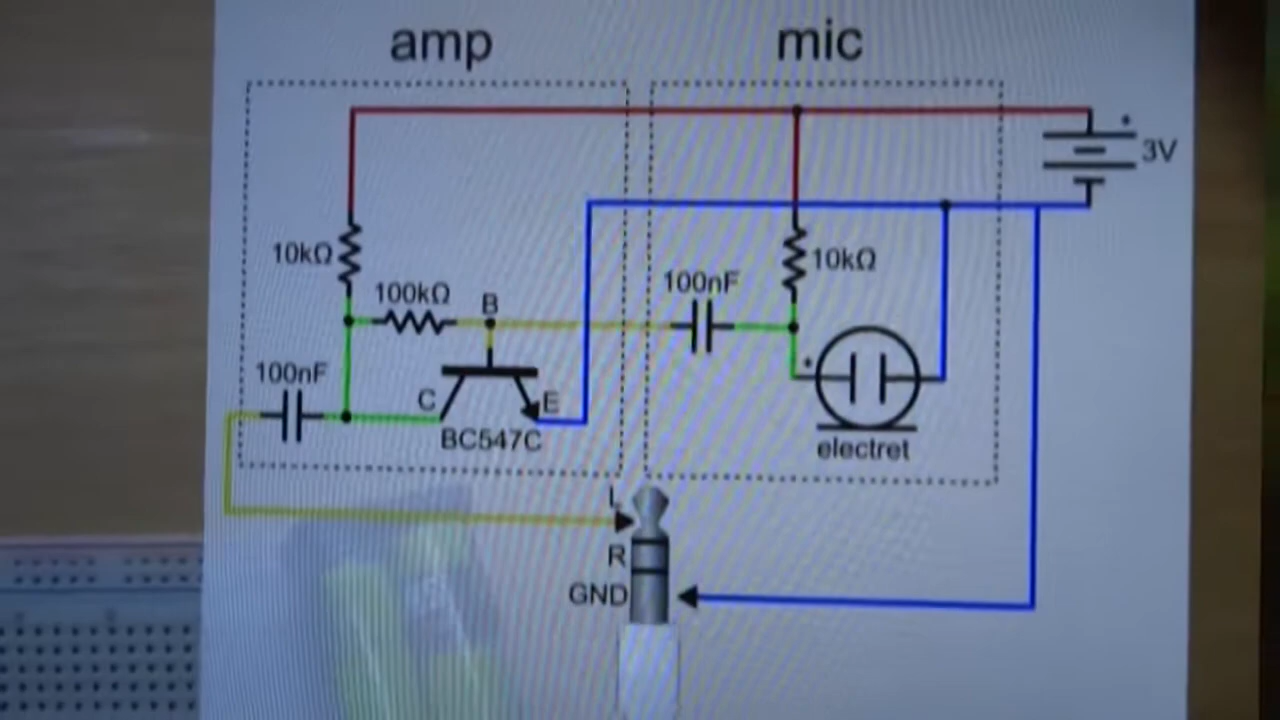 amp
mic
3V
10kΩ
10kΩ
100kΩ
B
100nF
100nF
C
E
BC547C
electret
L
R
GND